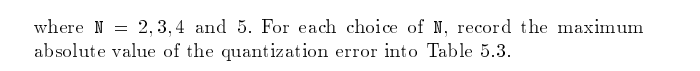 where N = 2, 3, 4 and 5. For each choice of N, record the maximum
absolute value of the quantization error into Table 5.3.